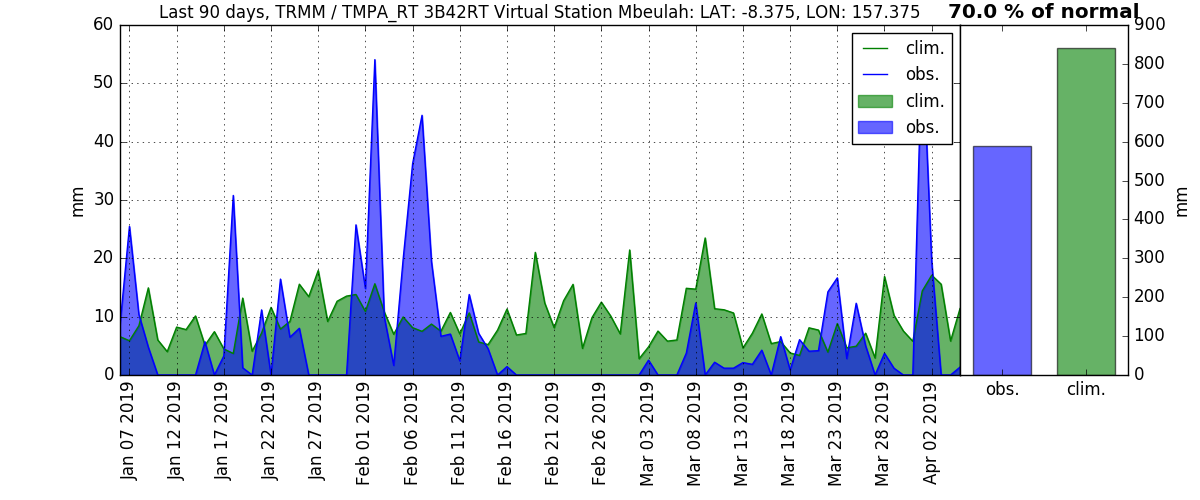 Last 90 days, TRMM / TMPA_RT 3B42RT Virtual Station Mbeulah: LAT: -8.375, LON: 157.375
70.0 % of normal
60
50
40
30
20
10
0
mm
clim.
obs.
clim.
obs.
Jan 07 2019
Jan 12 2019
Jan 17 2019
Jan 22 2019
Jan 27 2019
Feb 01 2019
Feb 06 2019
Feb 11 2019
Feb 16 2019
Feb 21 2019
Feb 26 2019
Mar 03 2019
Mar 08 2019
Mar 13 2019
Mar 18 2019
Mar 23 2019
Mar 28 2019
Apr 02 2019
900
800
700
600
500
400
300
200
100
0
mm
obs.
clim.